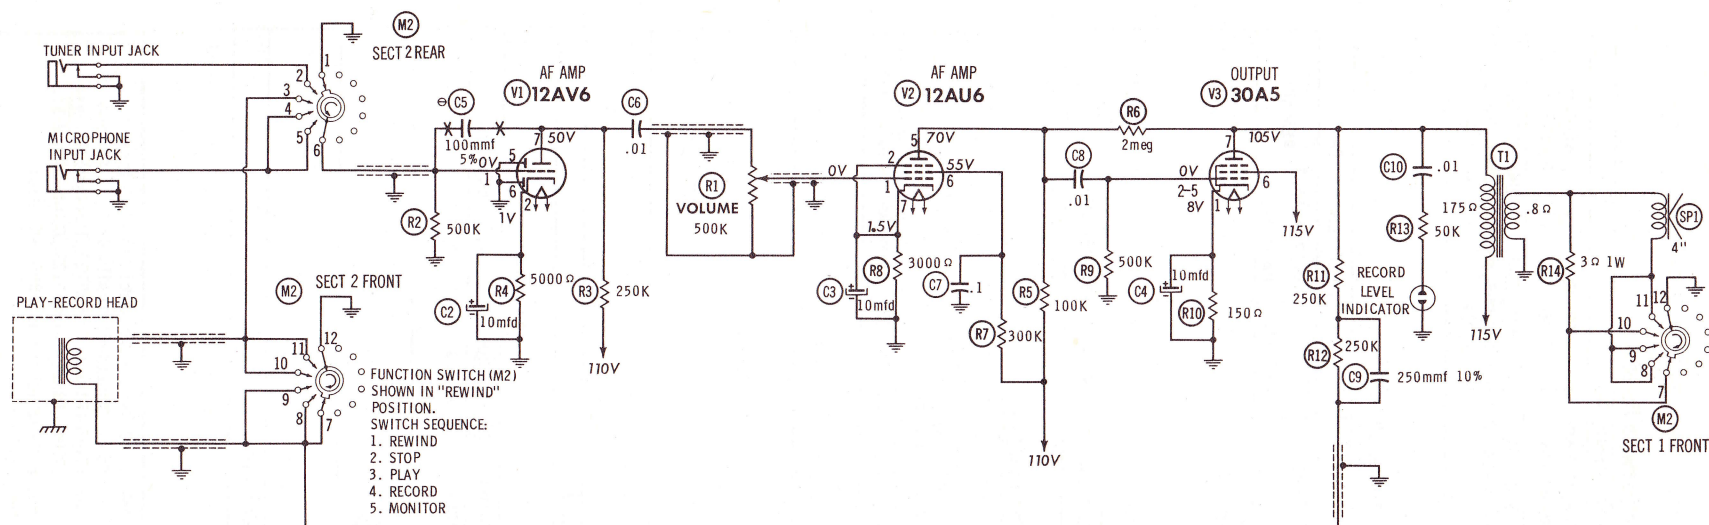 TUNER INPUT JACK
MICROPHONE
INPUT JACK
M2
SECT 2 REAR
1
2
3
4
5
6
AF AMP
V1 12AV6
⊖ C5
100mmf
5%
0V
50V
7
5
1
6
2
1V
C6
.01
R2
500K
C2
10mfd
R4
5000Ω
R3
250K
110V
R1
VOLUME
500K
AF AMP
V2 12AU6
0V
70V
5
2
1
7
6
55V
1.5V
C3
10mfd
R8
3000Ω
C7
.1
R7
300K
R5
100K
110V
C8
.01
R6
2meg
R9
500K
OUTPUT
V3 30A5
105V
7
0V
2-5
8V
1
6
115V
C4
10mfd
R10
150Ω
R11
250K
R12
250K
C9
250mmf 10%
C10
.01
R13
50K
RECORD
LEVEL
INDICATOR
T1
175Ω
.8Ω
115V
R14
3Ω 1W
SP1
4"
11
12
10
9
8
7
M2
SECT 1 FRONT
PLAY-RECORD HEAD
M2
SECT 2 FRONT
11
12
10
9
8
7
FUNCTION SWITCH (M2)
SHOWN IN "REWIND"
POSITION.
SWITCH SEQUENCE:
1. REWIND
2. STOP
3. PLAY
4. RECORD
5. MONITOR